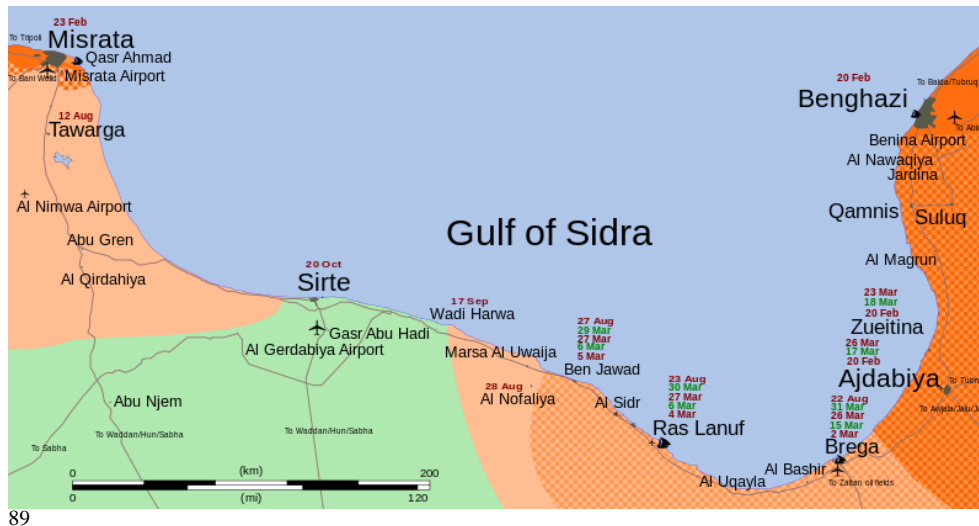 23 Feb
Misrata
To Tripoli
Qasr Ahmad
To Bani Walid
Misrata Airport
12 Aug
Tawarga
Al Nimwa Airport
Abu Gren
Al Qirdahiya
20 Oct
Sirte
Gasr Abu Hadi
Al Gerdabiya Airport
Abu Njem
To Sabha
To Waddan/Hun/Sabha
To Waddan/Hun/Sabha
Gulf of Sidra
17 Sep
Wadi Harwa
Marsa Al Uwaija
28 Aug
Al Nofaliya
27 Aug
29 Mar
27 Mar
6 Mar
5 Mar
Ben Jawad
Al Sidr
23 Aug
30 Mar
27 Mar
6 Mar
4 Mar
Ras Lanuf
Al Uqayla
Al Bashir
20 Feb
Benghazi
To Baida/Tubruq
Benina Airport
Al Nawaqiya
Jardina
Qamnis
Suluq
Al Magrun
23 Mar
18 Mar
20 Feb
Zueitina
26 Mar
17 Mar
20 Feb
Ajdabiya
22 Aug
31 Mar
26 Mar
15 Mar
2 Mar
Brega
To Zaltan oil fields
0 (km) 200
0 (mi) 120
89